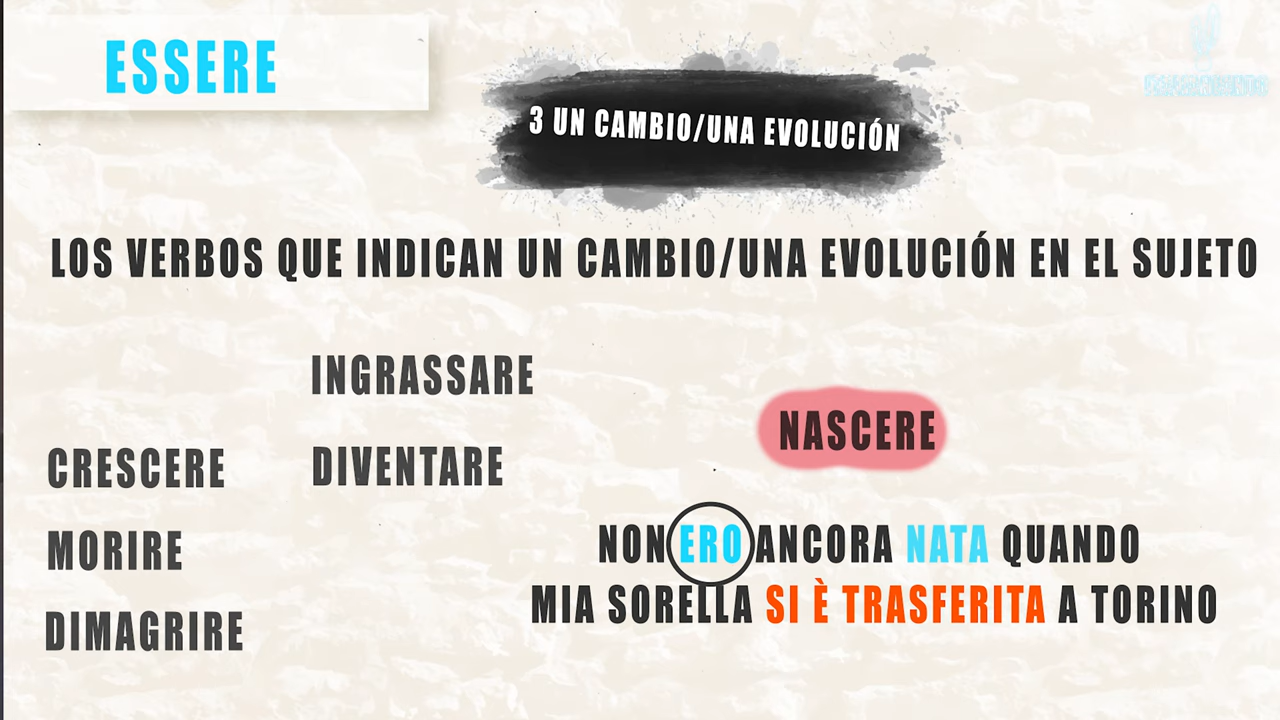 ESSERE
3 UN CAMBIO/UNA EVOLUCIÓN
LOS VERBOS QUE INDICAN UN CAMBIO/UNA EVOLUCIÓN EN EL SUJETO
INGRASSARE
CRESCERE
DIVENTARE
MORIRE
DIMAGRIRE
NASCERE
NON ERO ANCORA NATA QUANDO
MIA SORELLA SI È TRASFERITA A TORINO